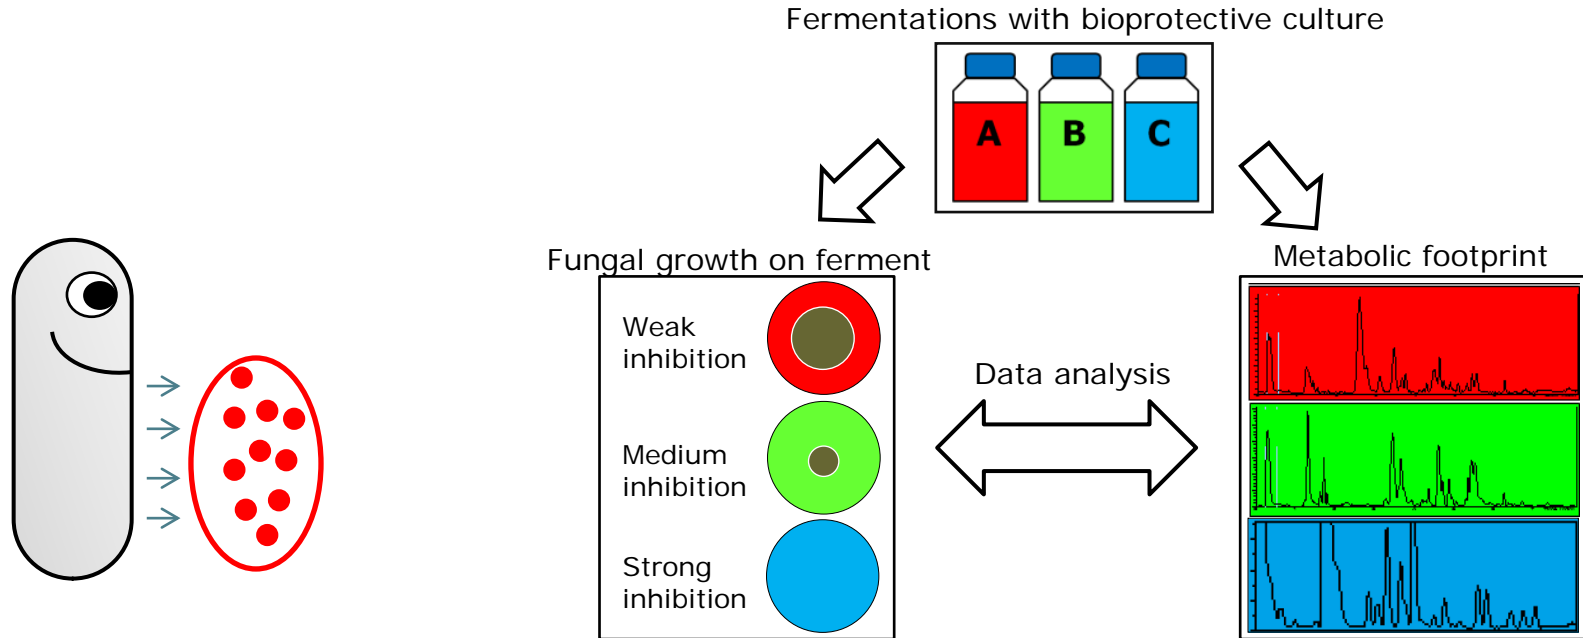 Fermentations with bioprotective culture
A
B
C
Fungal growth on ferment
Weak
inhibition
Medium
inhibition
Strong
inhibition
Data analysis
Metabolic footprint